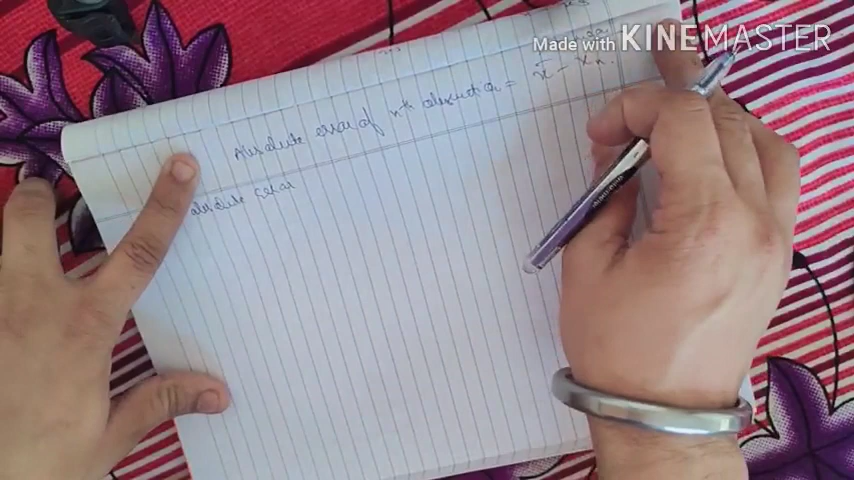 Made with KINEMASTER
Absolute error of nth observation = x̄ - xn.
absolute error